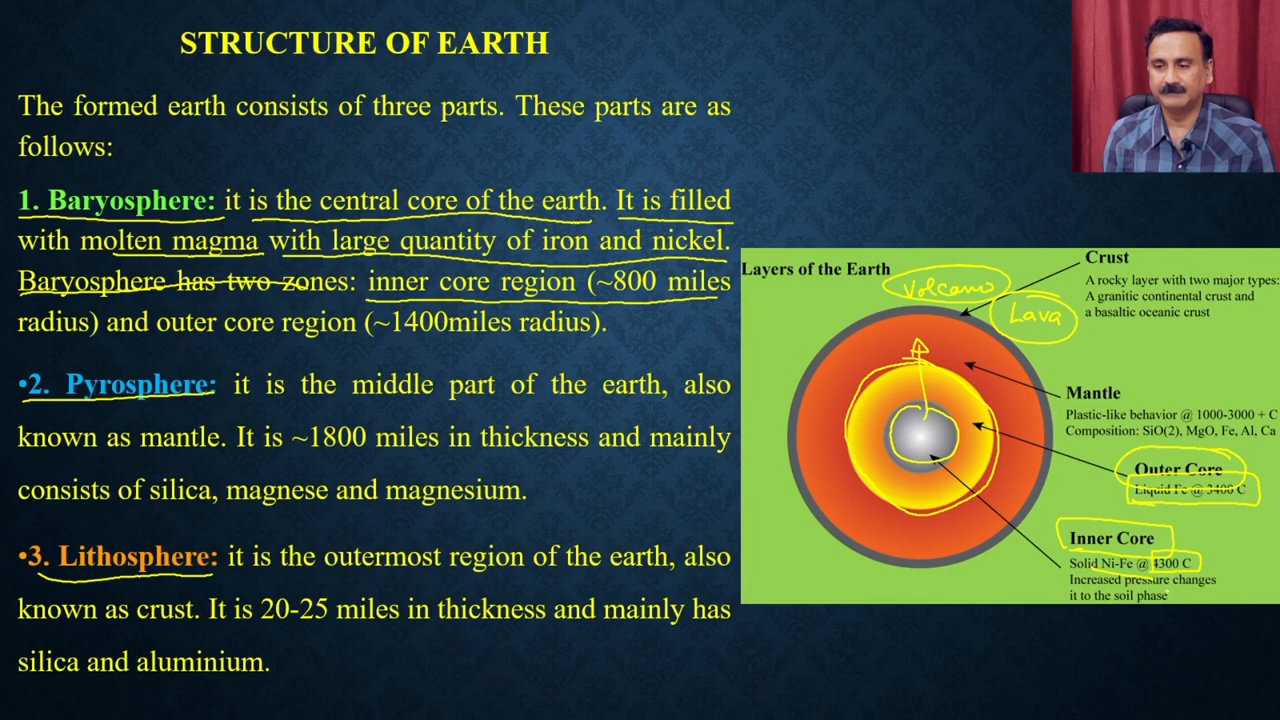 STRUCTURE OF EARTH
The formed earth consists of three parts. These parts are as
follows:
1. Baryosphere: it is the central core of the earth. It is filled
with molten magma with large quantity of iron and nickel.
Baryosphere has two zones: inner core region (~800 miles
radius) and outer core region (~1400miles radius).
•2. Pyrosphere: it is the middle part of the earth, also
known as mantle. It is ~1800 miles in thickness and mainly
consists of silica, magnese and magnesium.
•3. Lithosphere: it is the outermost region of the earth, also
known as crust. It is 20-25 miles in thickness and mainly has
silica and aluminium.
Layers of the Earth
Volcano
Lava
Crust
A rocky layer with two major types:
A granitic continental crust and
a basaltic oceanic crust
Mantle
Plastic-like behavior @ 1000-3000 + C
Composition: SiO(2), MgO, Fe, Al, Ca
Outer Core
Liquid Fe @ 3400 C
Inner Core
Solid Ni-Fe @ 4300 C
Increased pressure changes
it to the soil phase